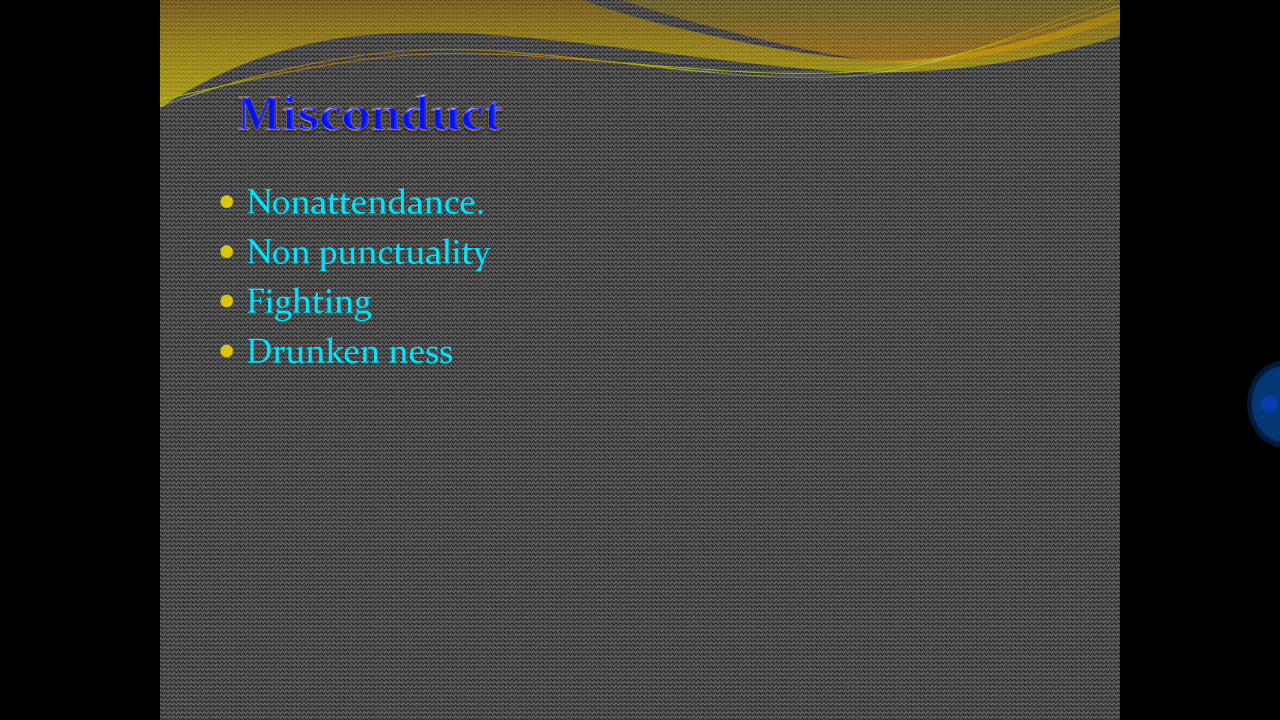 Misconduct
Nonattendance.
Non punctuality
Fighting
Drunken ness